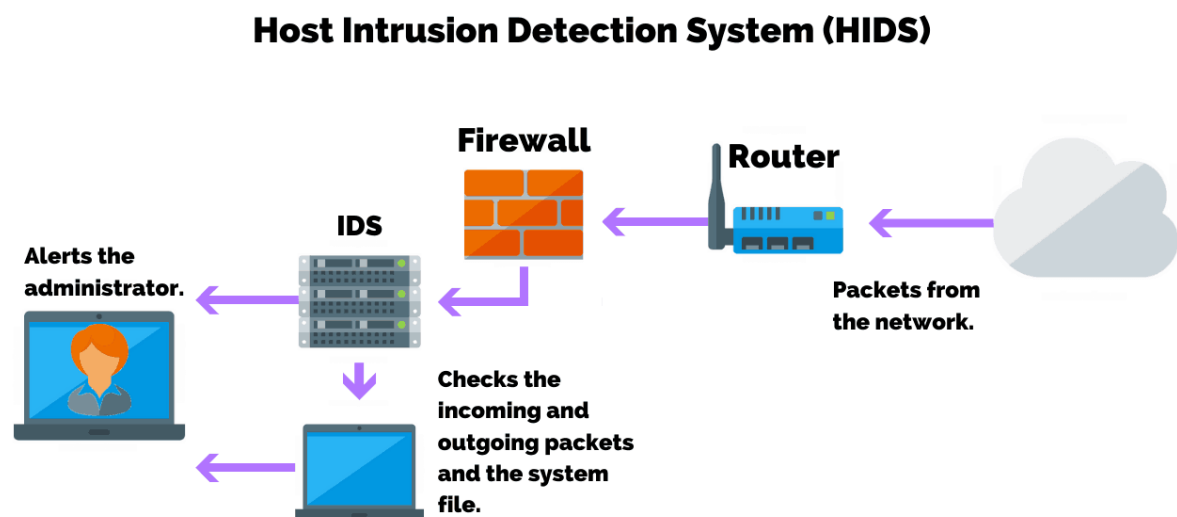 Host Intrusion Detection System (HIDS)
Firewall
Router
IDS
Alerts the
administrator.
Packets from
the network.
Checks the
incoming and
outgoing packets
and the system
file.